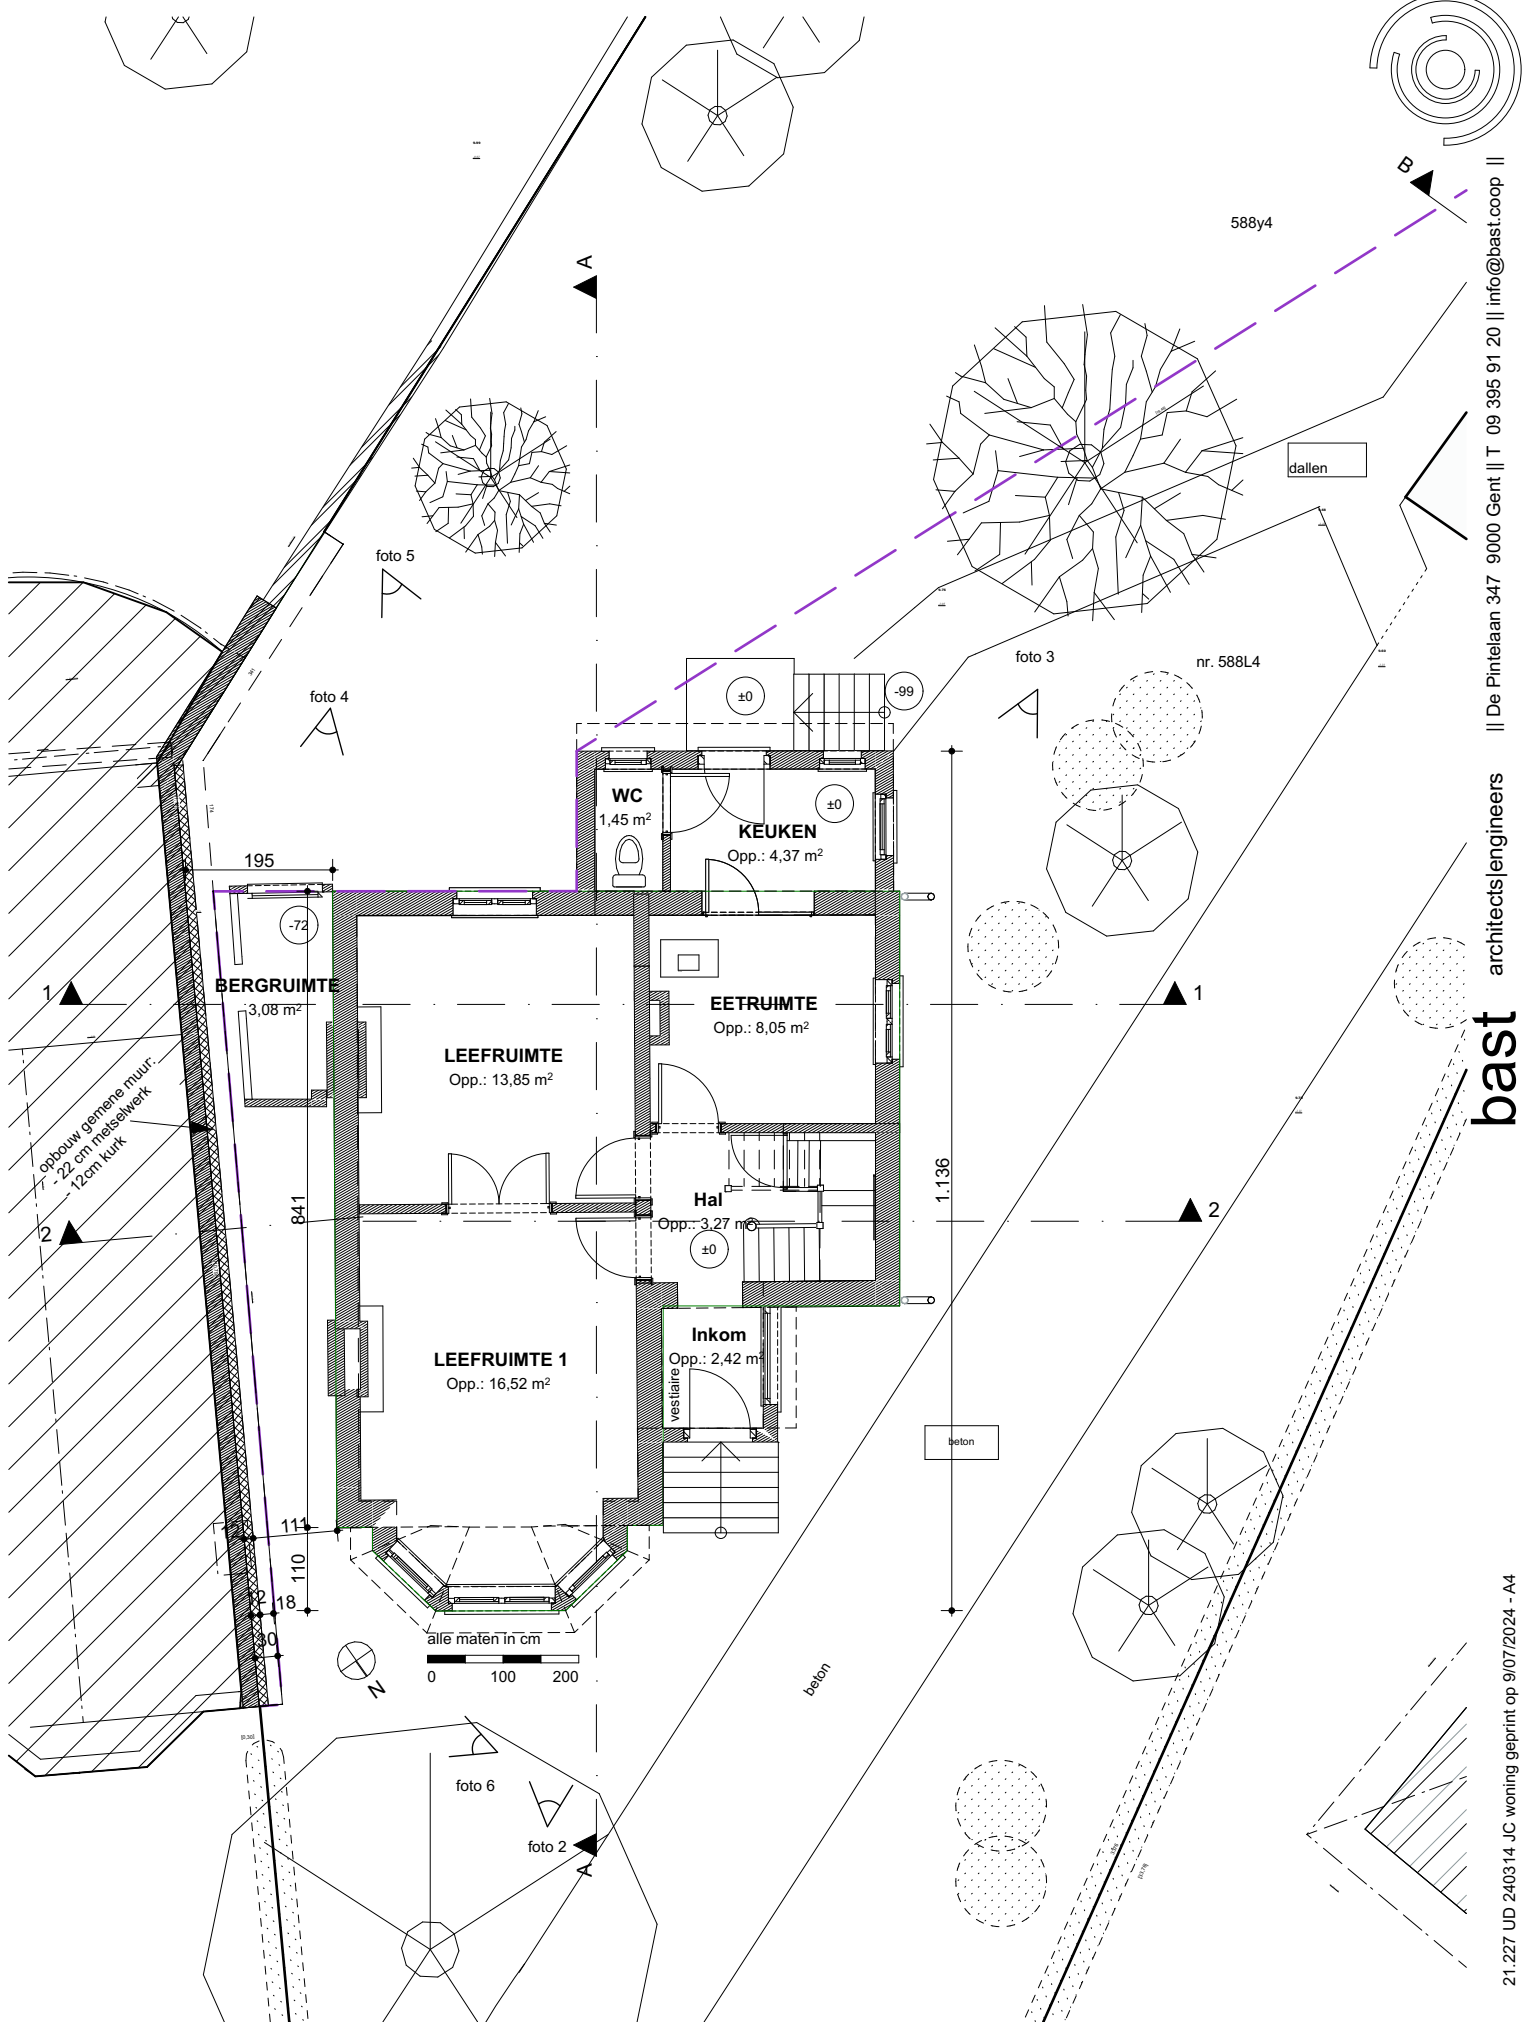 B
588y4
A
dallen
foto 5
foto 3
nr. 588L4
foto 4
±0
-99
WC
1,45 m²
±0
KEUKEN
Opp.: 4,37 m²
195
-72
BERGRUIMTE
3,08 m²
1
EETRUIMTE
Opp.: 8,05 m²
1
LEEFRUIMTE
Opp.: 13,85 m²
opbouw gemene muur:
- 22 cm metselwerk
- 12cm kurk
841
1.136
Hal
Opp.: 3,27 m²
±0
2
2
Inkom
Opp.: 2,42 m²
vestiaire
LEEFRUIMTE 1
Opp.: 16,52 m²
beton
12
111
110
12
18
30
N
alle maten in cm
0 100 200
beton
foto 6
foto 2
A
bast architects|engineers || De Pintelaan 347 9000 Gent || T 09 395 91 20 || info@bast.coop ||
21.227 UD 240314 JC woning geprint op 9/07/2024 - A4